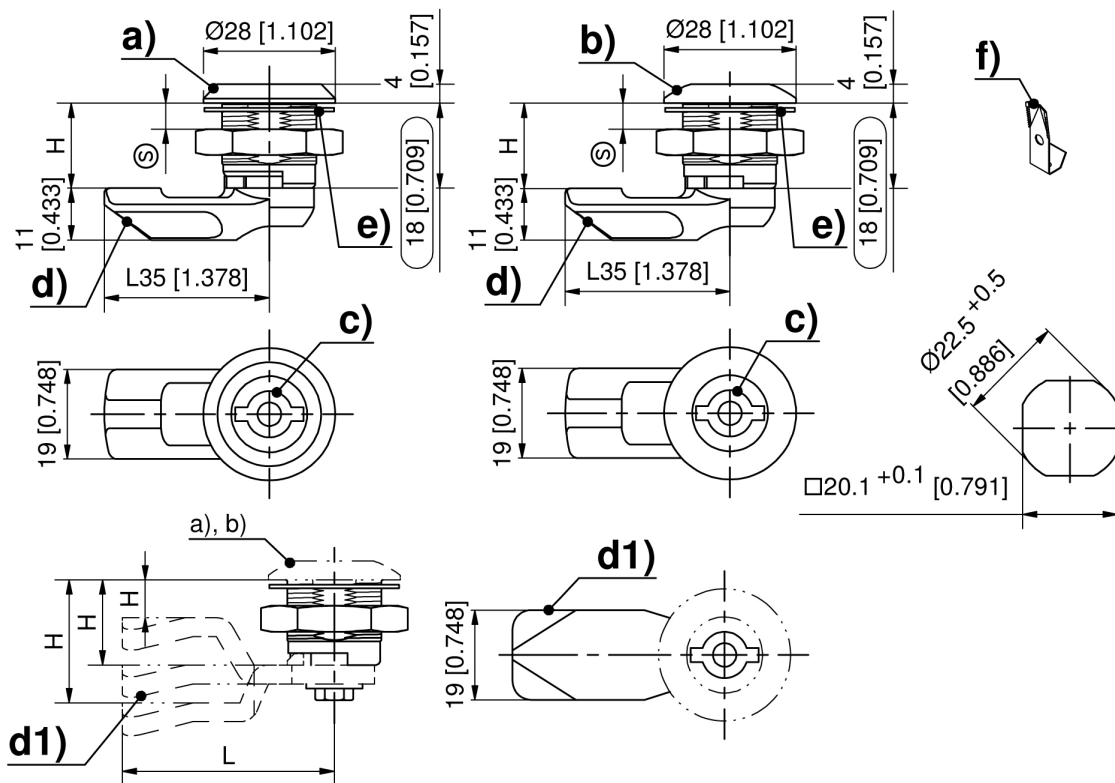 a)
Ø28 [1.102]
4
[0.157]
H
Ⓢ
18 [0.709]
11
[0.433]
e)
d)
L35 [1.378]
b)
Ø28 [1.102]
4
[0.157]
H
Ⓢ
18 [0.709]
11
[0.433]
e)
d)
L35 [1.378]
f)
c)
19 [0.748]
c)
19 [0.748]
Ø22.5 +0.5
[0.886]
□20.1 +0.1 [0.791]
a), b)
H
H
H
d1)
L
d1)
19 [0.748]